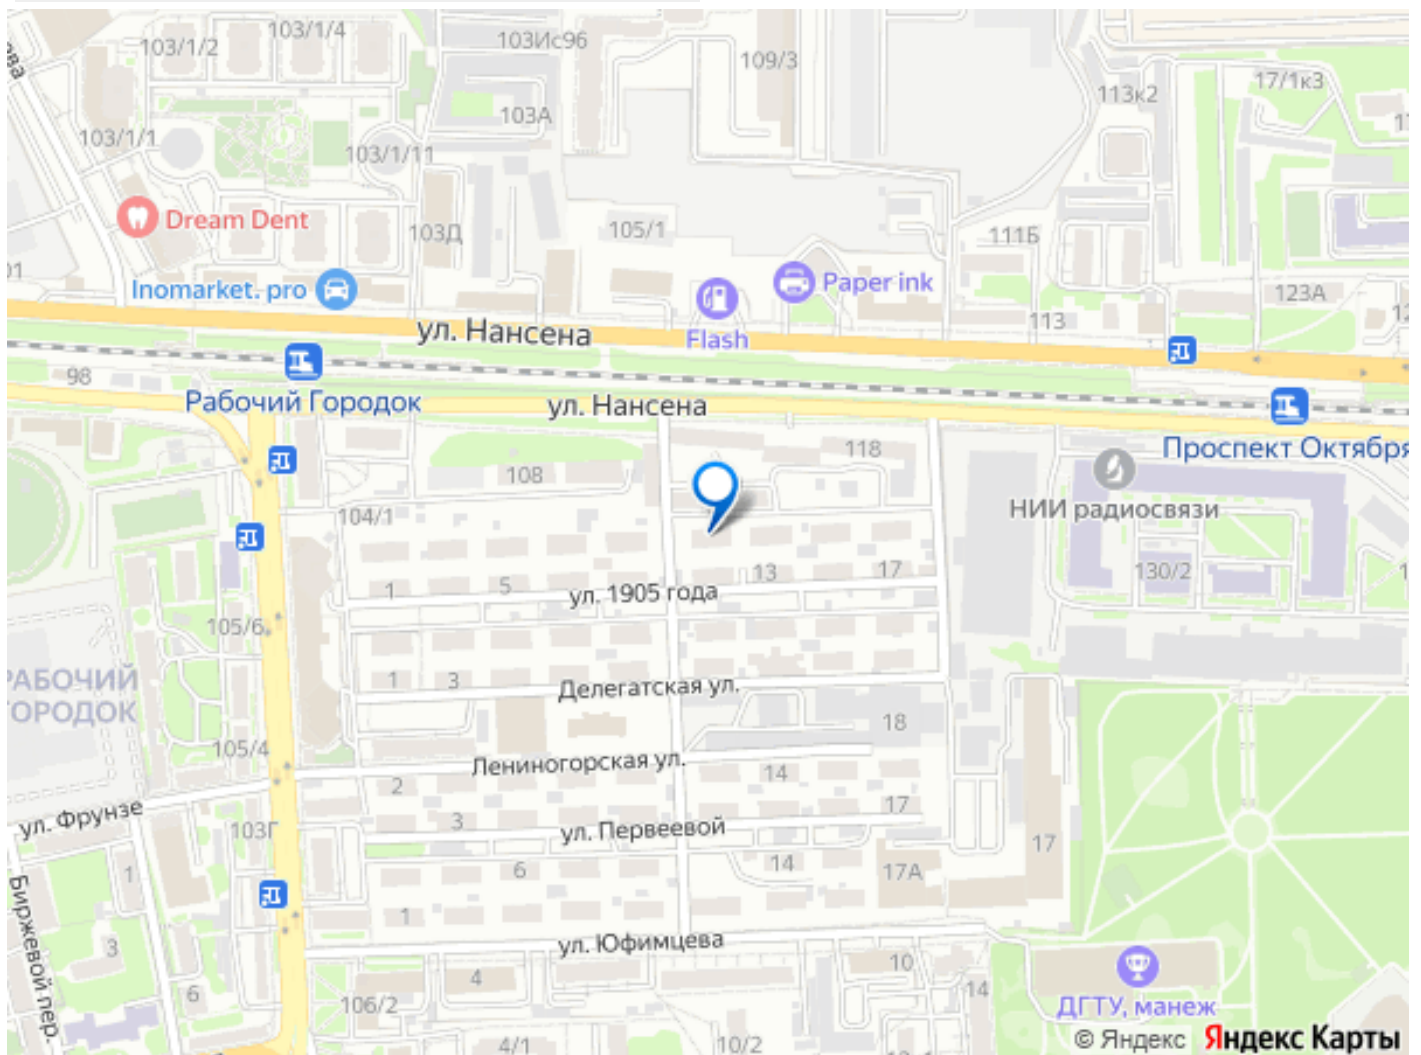 103/1/4
103Ис96
103/1/2
109/3
ева
17/1к3
113к2
103А
103/1/1
103/1/11
Dream Dent
103Д
105/1
111Б
01
Inomarket. pro
Paper ink
123А
113
ул. Нансена
Flash
98
Рабочий Городок
ул. Нансена
118
Проспект Октября
108
104/1
НИИ радиосвязи
130/2
13
17
1
5
ул. 1905 года
105/6
РАБОЧИЙ
ГОРОДОК
1
3
Делегатская ул.
18
105/4
Лениногорская ул.
2
14
ул. Фрунзе
103Г
3
ул. Первеевой
17
17
1
6
14
17А
Биржевой пер.
1
3
ул. Юфимцева
4
10
6
106/2
14
ДГТУ, манеж
4/1
10/2
© Яндекс Яндекс Карты